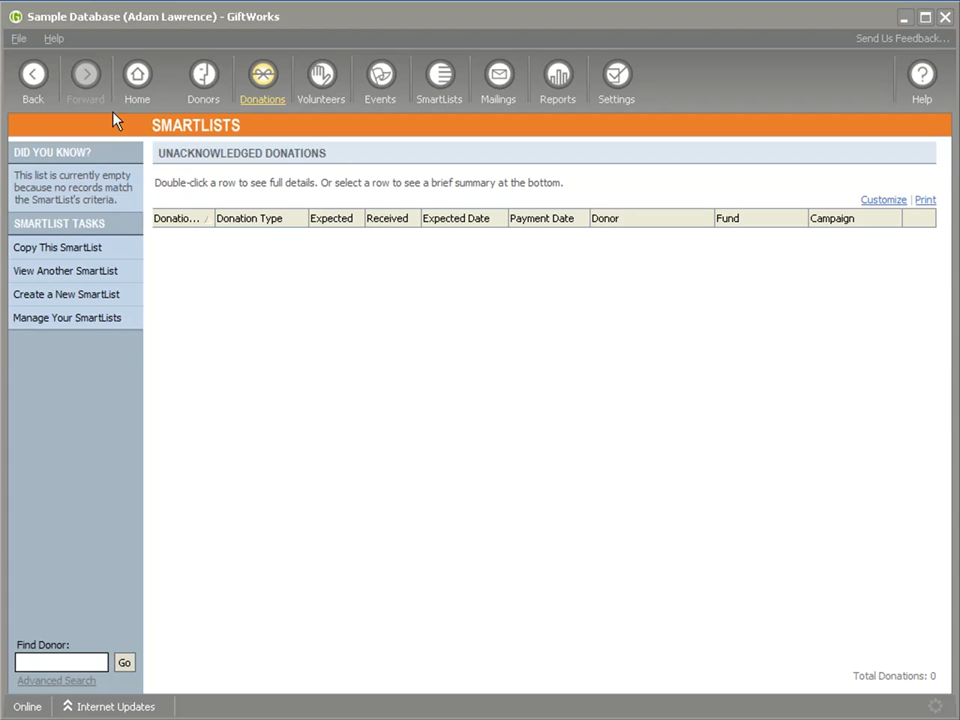 Sample Database (Adam Lawrence) - GiftWorks
File Help Send Us Feedback...
Back Forward Home Donors Donations Volunteers Events SmartLists Mailings Reports Settings Help
SMARTLISTS
DID YOU KNOW?
This list is currently empty
because no records match
the SmartList's criteria.
SMARTLIST TASKS
Copy This SmartList
View Another SmartList
Create a New SmartList
Manage Your SmartLists
UNACKNOWLEDGED DONATIONS
Double-click a row to see full details. Or select a row to see a brief summary at the bottom.
Customize | Print
Donatio... Donation Type Expected Received Expected Date Payment Date Donor Fund Campaign
Total Donations: 0
Find Donor:
Go
Advanced Search
Online Internet Updates